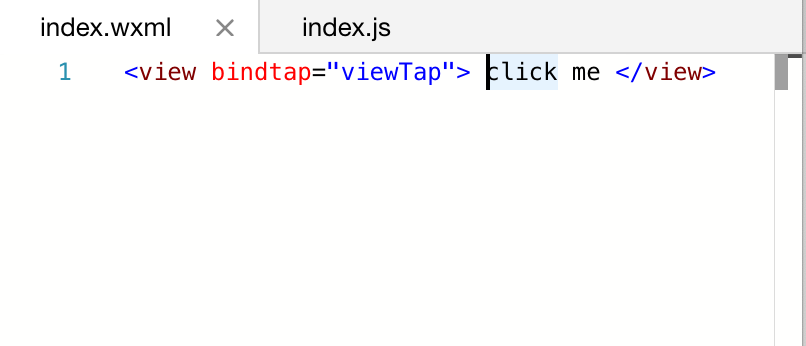 index.wxml index.js
1 <view bindtap="viewTap"> click me </view>